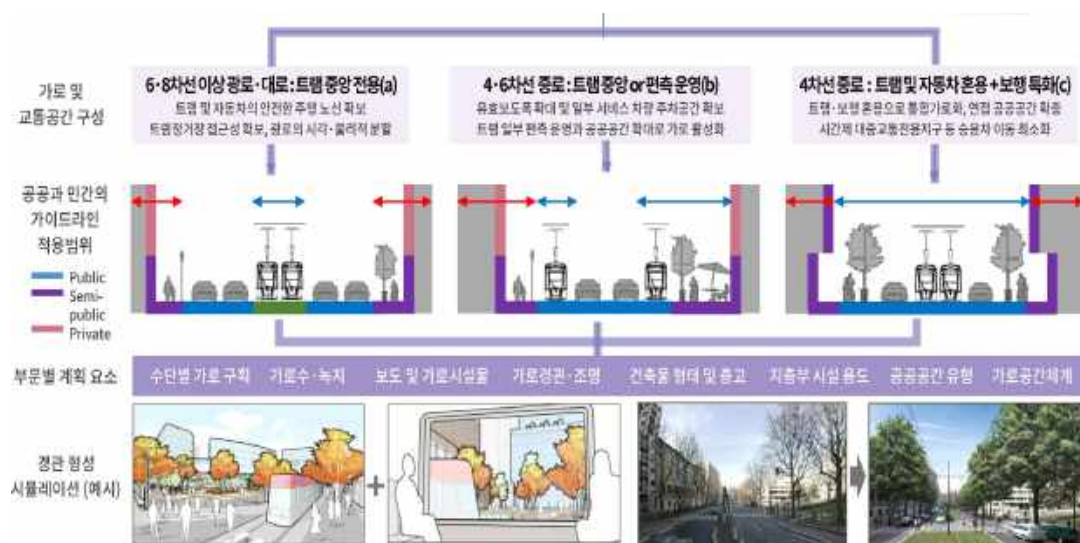 가로 및
교통공간 구성
6·8차선 이상 광로·대로 : 트램 중앙 전용(a)
트램 및 자동차의 안전한 주행 노선 확보
트램정거장 접근성 확보, 광로의 시각·물리적 분할
4·6차선 중로 : 트램 중앙 or 편측 운영(b)
유효보도폭 확대 및 일부 서비스 차량 주차공간 확보
트램 일부 편측 운영과 공공공간 확대로 가로 활성화
4차선 중로 : 트램 및 자동차 혼용 + 보행 특화(c)
트램·보행 혼용으로 통합가로화, 연접 공공공간 확충
시간제 대중교통전용지구 등 승용차 이동 최소화
공공과 민간의
가이드라인
적용범위
Public
Semi-
public
Private
부문별 계획 요소
수단별 가로 구획
가로수·녹지
보도 및 가로시설물
가로경관·조명
건축물 형태 및 층고
저층부 시설 용도
공공공간 유형
가로공간체계
경관 형성
시뮬레이션 (예시)